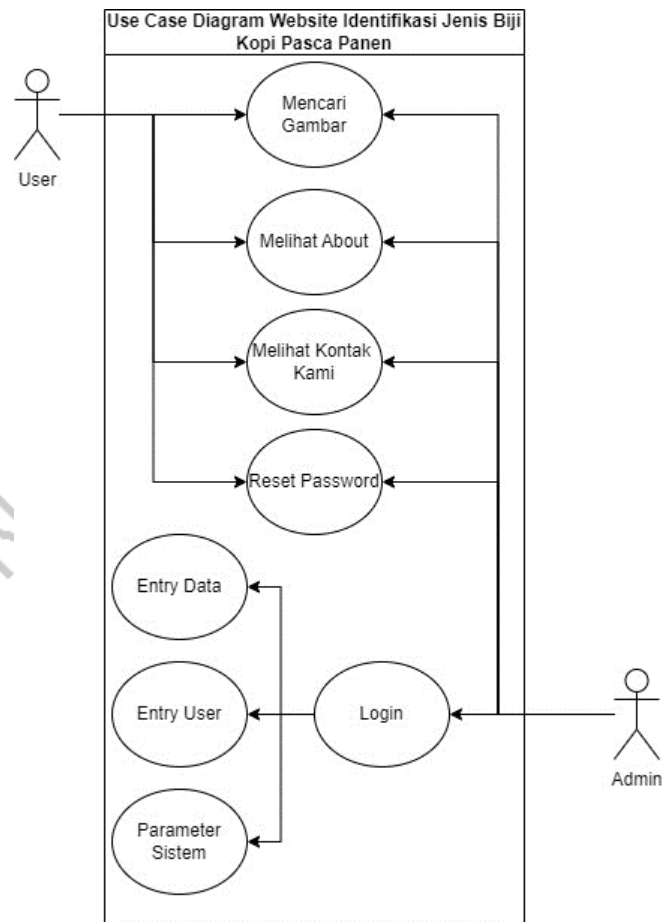 Use Case Diagram Website Identifikasi Jenis Biji
Kopi Pasca Panen
User
Mencari
Gambar
Melihat About
Melihat Kontak
Kami
Reset Password
Entry Data
Entry User
Login
Parameter
Sistem
Admin